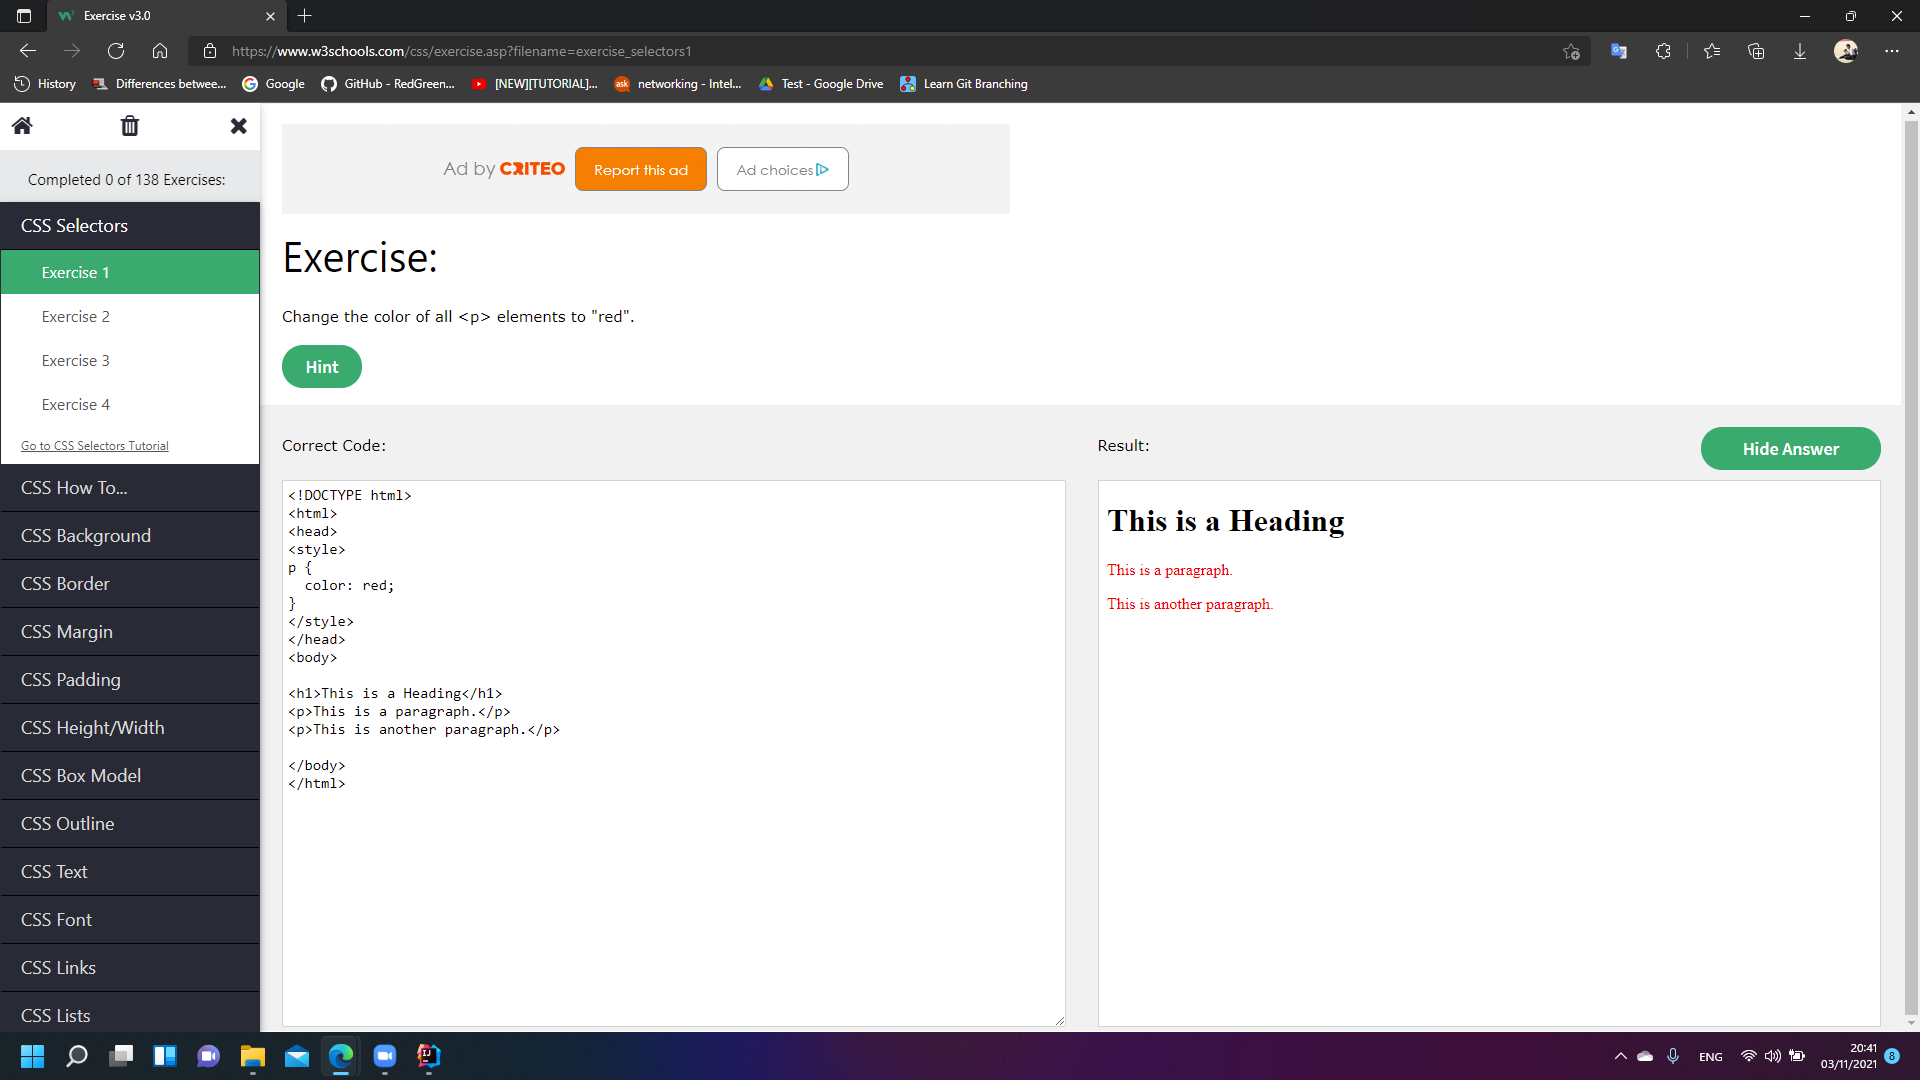 Exercise v3.0
https://www.w3schools.com/css/exercise.asp?filename=exercise_selectors1
History
Differences betwee...
Google
GitHub - RedGreen...
[NEW][TUTORIAL]...
ask
networking - Intel...
Test - Google Drive
Learn Git Branching
Completed 0 of 138 Exercises:
CSS Selectors
Exercise 1
Exercise 2
Exercise 3
Exercise 4
Go to CSS Selectors Tutorial
CSS How To...
CSS Background
CSS Border
CSS Margin
CSS Padding
CSS Height/Width
CSS Box Model
CSS Outline
CSS Text
CSS Font
CSS Links
CSS Lists
Ad by CRITEO
Report this ad
Ad choices
Exercise:
Change the color of all <p> elements to "red".
Hint
Correct Code:
<!DOCTYPE html>
<html>
<head>
<style>
p {
  color: red;
}
</style>
</head>
<body>
<h1>This is a Heading</h1>
<p>This is a paragraph.</p>
<p>This is another paragraph.</p>
</body>
</html>
Result:
Hide Answer
This is a Heading
This is a paragraph.
This is another paragraph.
ENG
20:41
03/11/2021
8